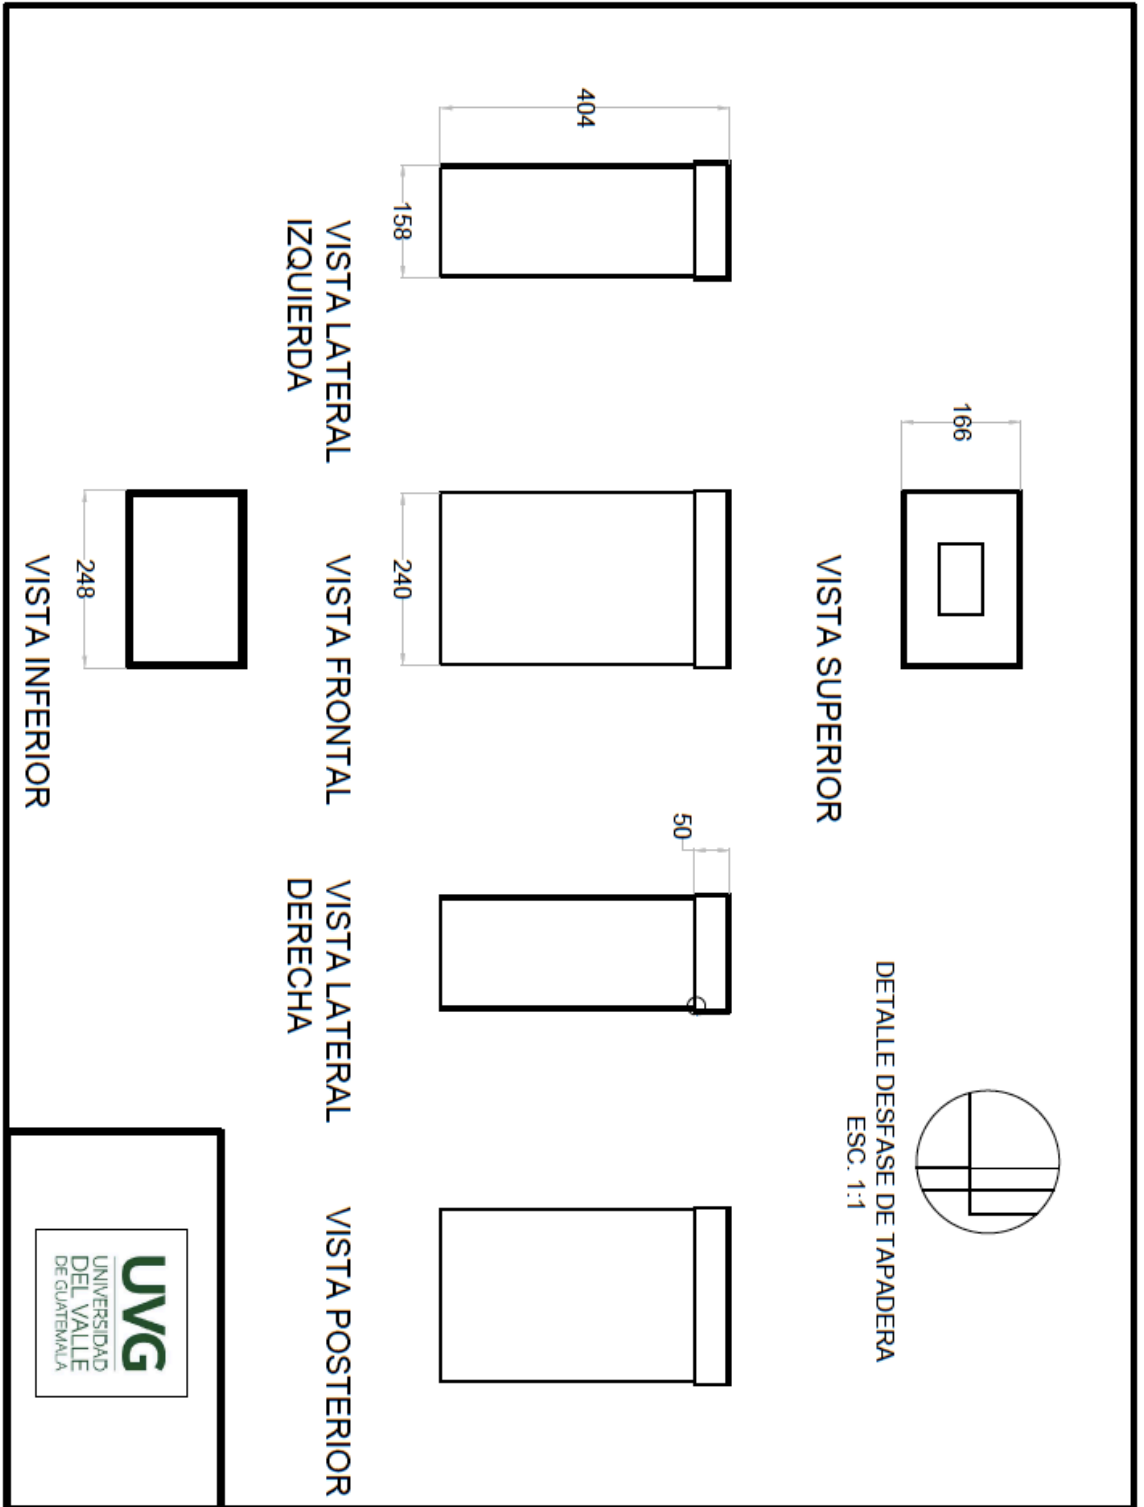 166
VISTA SUPERIOR
DETALLE DESFASE DE TAPADERA
ESC. 1:1
404
158
VISTA LATERAL
IZQUIERDA
240
VISTA FRONTAL
50
VISTA LATERAL
DERECHA
VISTA POSTERIOR
248
VISTA INFERIOR
UVG
UNIVERSIDAD
DEL VALLE
DE GUATEMALA